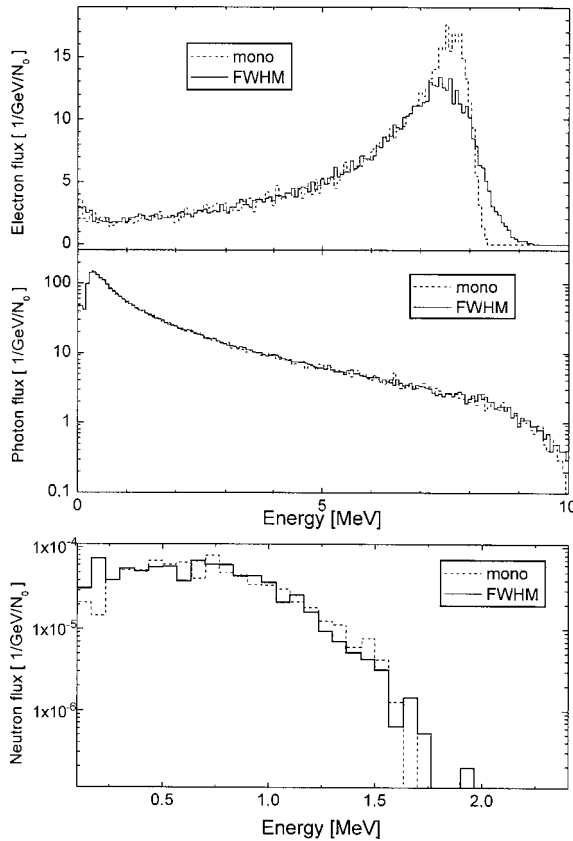 Electron flux [ 1/GeV/N₀ ]
15
10
5
0
mono
FWHM
Photon flux [ 1/GeV/N₀ ]
100
10
1
0.1
mono
FWHM
0
5
10
Energy [MeV]
Neutron flux [ 1/GeV/N₀ ]
1x10⁻⁴
1x10⁻⁵
1x10⁻⁶
mono
FWHM
0.5
1.0
1.5
2.0
Energy [MeV]